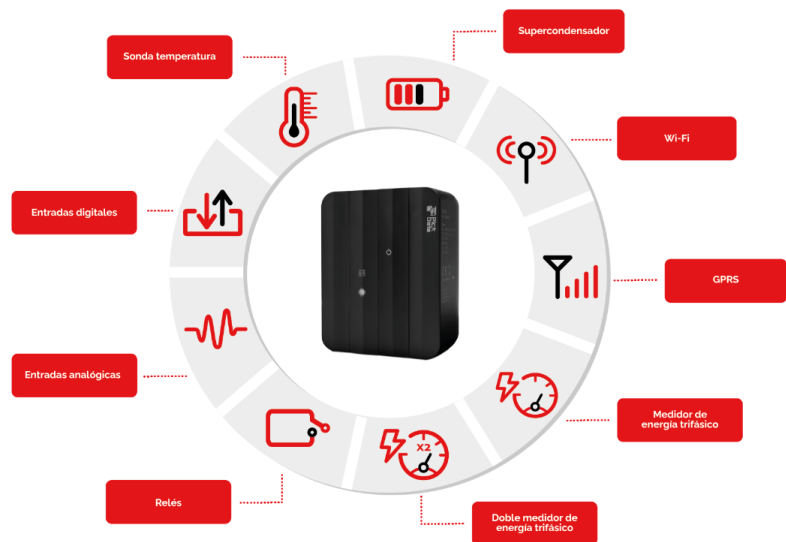 Supercondensador
Sonda temperatura
Wi-Fi
Entradas digitales
GPRS
Entradas analógicas
Medidor de
energía trifásico
X2
Relés
Doble medidor de
energía trifásico